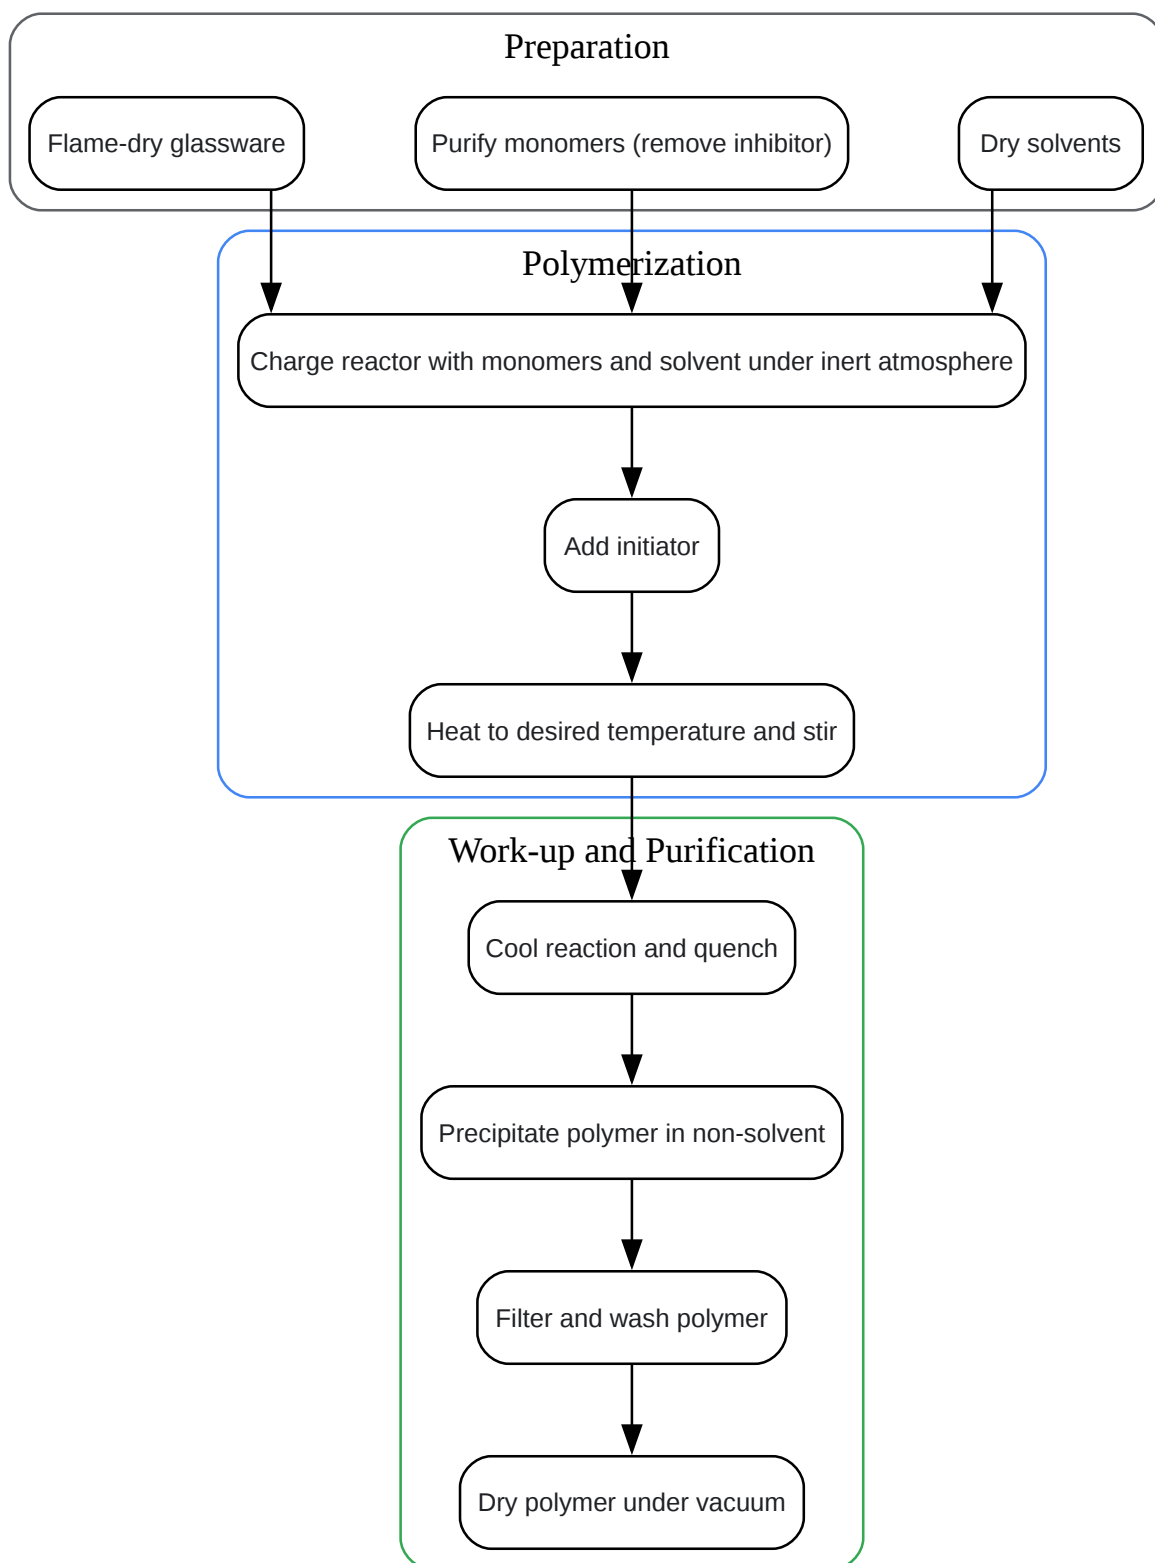 Preparation
Flame-dry glassware
Purify monomers (remove inhibitor)
Dry solvents
Polymerization
Charge reactor with monomers and solvent under inert atmosphere
Add initiator
Heat to desired temperature and stir
Work-up and Purification
Cool reaction and quench
Precipitate polymer in non-solvent
Filter and wash polymer
Dry polymer under vacuum